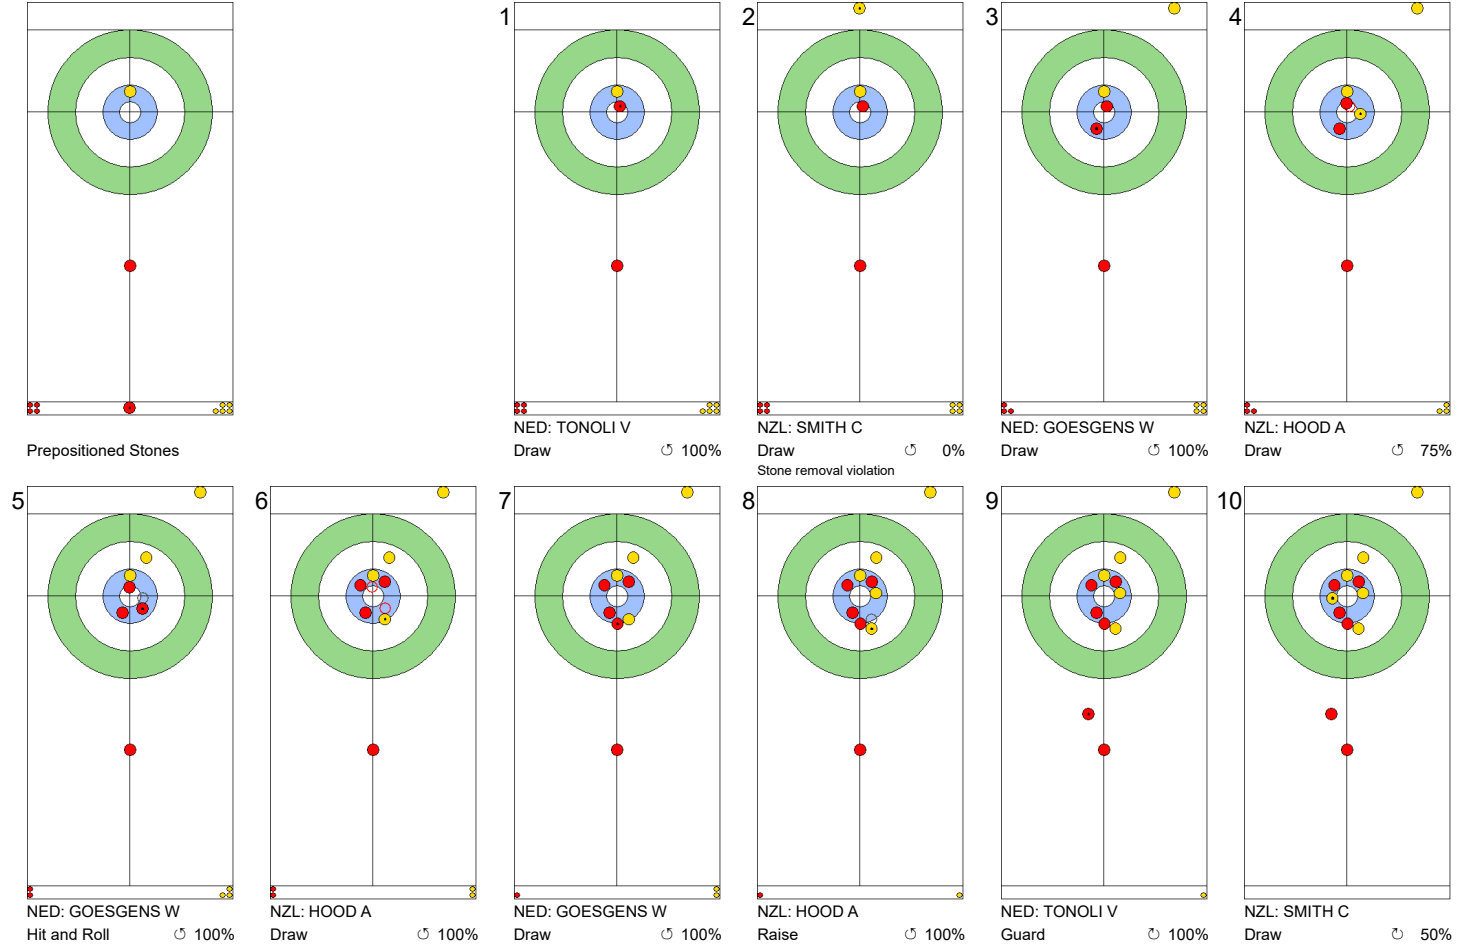 Prepositioned Stones
1
NED: TONOLI V
Draw 100%
2
NZL: SMITH C
Draw 0%
Stone removal violation
3
NED: GOESGENS W
Draw 100%
4
NZL: HOOD A
Draw 75%
5
NED: GOESGENS W
Hit and Roll 100%
6
NZL: HOOD A
Draw 100%
7
NED: GOESGENS W
Draw 100%
8
NZL: HOOD A
Raise 100%
9
NED: TONOLI V
Guard 100%
10
NZL: SMITH C
Draw 50%